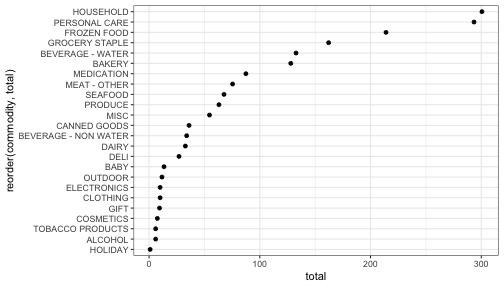 HOUSEHOLD
PERSONAL CARE
FROZEN FOOD
GROCERY STAPLE
BEVERAGE - WATER
BAKERY
MEDICATION
MEAT - OTHER
SEAFOOD
PRODUCE
MISC
CANNED GOODS
BEVERAGE - NON WATER
DAIRY
DELI
BABY
OUTDOOR
ELECTRONICS
CLOTHING
GIFT
COSMETICS
TOBACCO PRODUCTS
ALCOHOL
HOLIDAY
reorder(commodity, total)
0 100 200 300
total